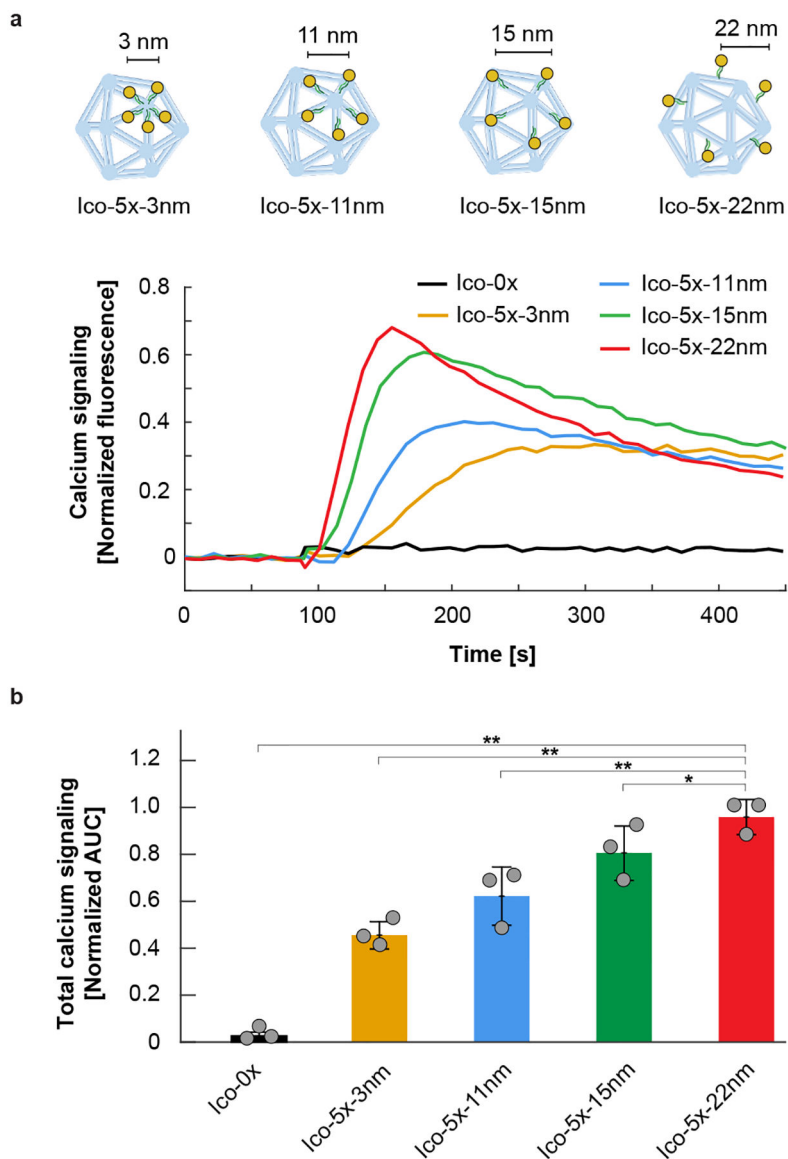 a
3 nm 11 nm 15 nm 22 nm
Ico-5x-3nm Ico-5x-11nm Ico-5x-15nm Ico-5x-22nm
Calcium signaling
[Normalized fluorescence]
0.8
0.6
0.4
0.2
0
Ico-0x
Ico-5x-3nm
Ico-5x-11nm
Ico-5x-15nm
Ico-5x-22nm
0 100 200 300 400
Time [s]
b
Total calcium signaling
[Normalized AUC]
1.2
1.0
0.8
0.6
0.4
0.2
0
**
**
**
*
Ico-0x
Ico-5x-3nm
Ico-5x-11nm
Ico-5x-15nm
Ico-5x-22nm